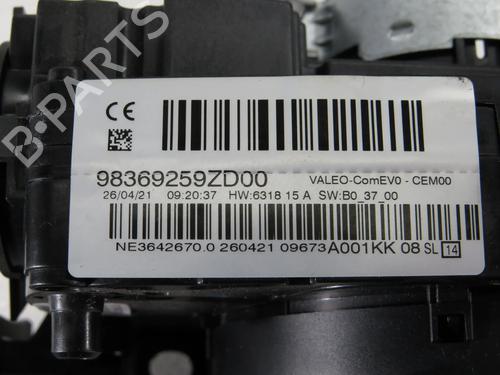 B-PARTS
CE
98369259ZD00 VALEO-ComEV0 - CEM00
26/04/21 09:20:37 HW:6318 15 A SW:B0_37_00
NE3642670.0 260421 09673A001KK 08 SL 14